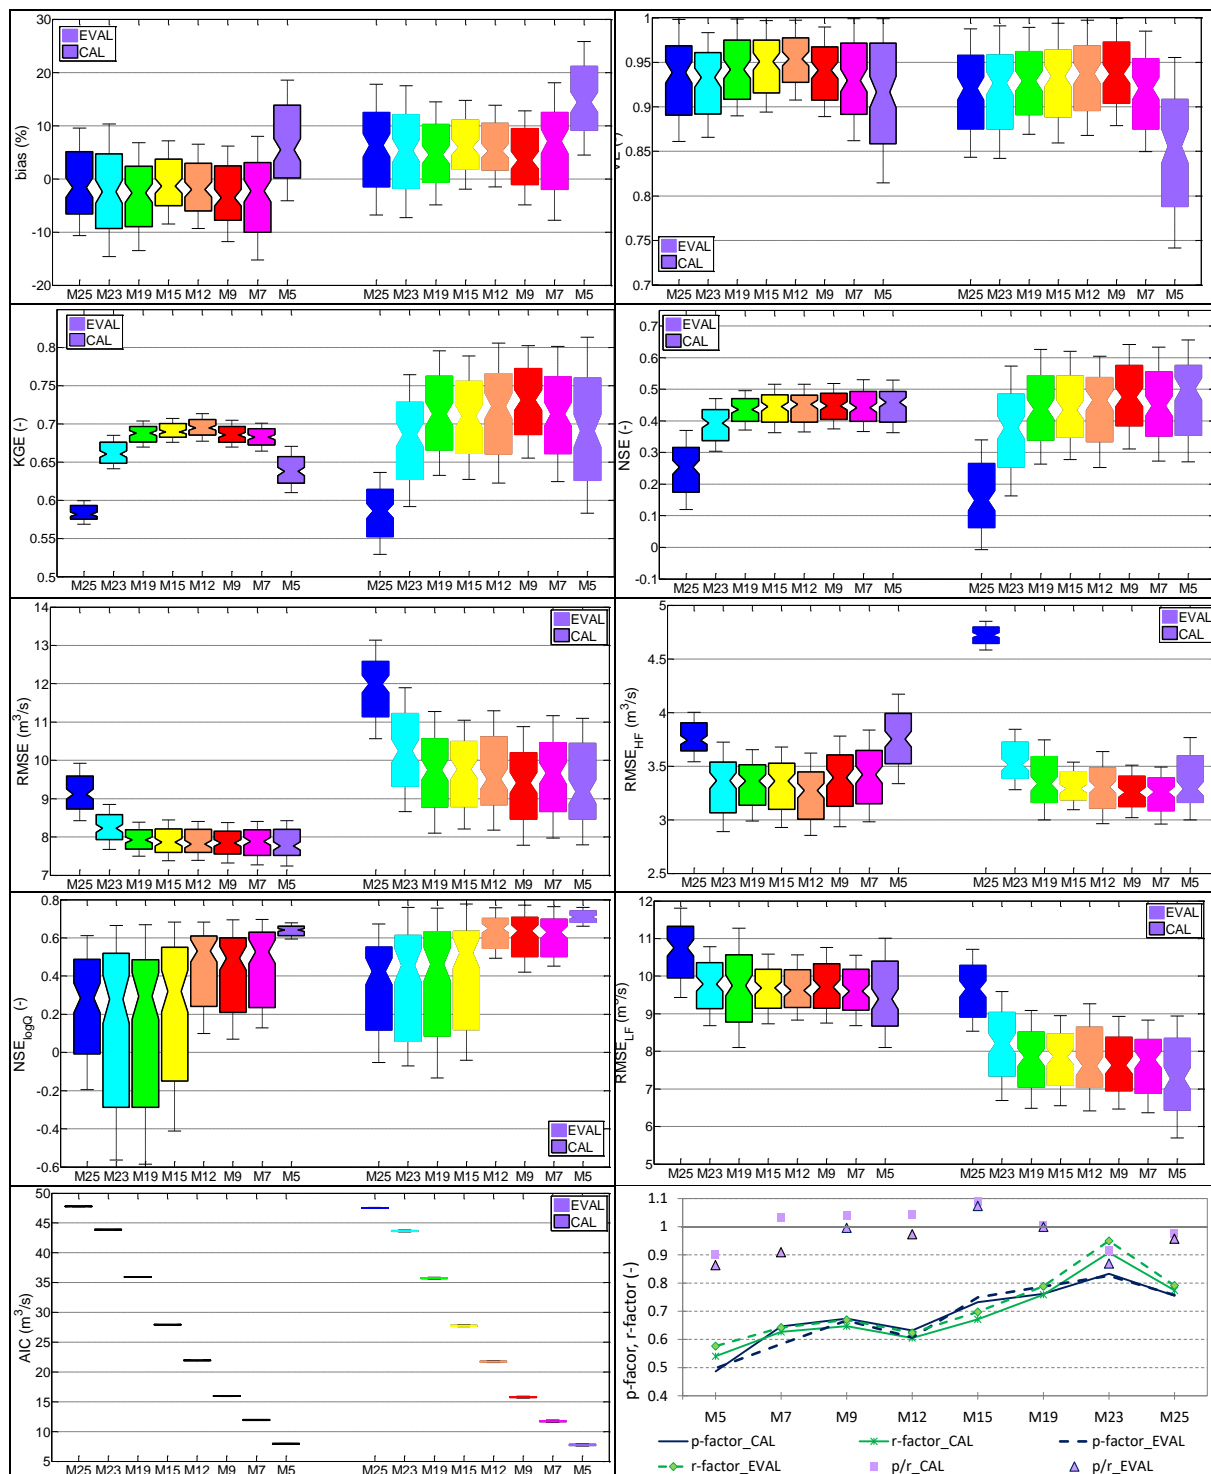 30
20
10
0
-10
-20
bias (%)
EVAL
CAL
M25 M23 M19 M15 M12 M9 M7 M5 M25 M23 M19 M15 M12 M9 M7 M5
1
0.95
0.9
0.85
0.8
0.75
0.7
EVAL
CAL
M25 M23 M19 M15 M12 M9 M7 M5 M25 M23 M19 M15 M12 M9 M7 M5
0.8
0.75
0.7
0.65
0.6
0.55
0.5
KGE (-)
EVAL
CAL
M25 M23 M19 M15 M12 M9 M7 M5 M25 M23 M19 M15 M12 M9 M7 M5
0.7
0.6
0.5
0.4
0.3
0.2
0.1
0
-0.1
NSE (-)
EVAL
CAL
M25 M23 M19 M15 M12 M9 M7 M5 M25 M23 M19 M15 M12 M9 M7 M5
14
13
12
11
10
9
8
7
RMSE (m³/s)
EVAL
CAL
M25 M23 M19 M15 M12 M9 M7 M5 M25 M23 M19 M15 M12 M9 M7 M5
5
4.5
4
3.5
3
2.5
RMSE_HF (m³/s)
EVAL
CAL
M25 M23 M19 M15 M12 M9 M7 M5 M25 M23 M19 M15 M12 M9 M7 M5
0.8
0.6
0.4
0.2
0
-0.2
-0.4
-0.6
NSE_logQ (-)
EVAL
CAL
M25 M23 M19 M15 M12 M9 M7 M5 M25 M23 M19 M15 M12 M9 M7 M5
12
11
10
9
8
7
6
5
RMSE_LF (m³/s)
EVAL
CAL
M25 M23 M19 M15 M12 M9 M7 M5 M25 M23 M19 M15 M12 M9 M7 M5
50
45
40
35
30
25
20
15
10
5
AIC (m³/s)
EVAL
CAL
M25 M23 M19 M15 M12 M9 M7 M5 M25 M23 M19 M15 M12 M9 M7 M5
1.1
1
0.9
0.8
0.7
0.6
0.5
0.4
p-facor, r-factor (-)
M5 M7 M9 M12 M15 M19 M23 M25
p-factor_CAL r-factor_CAL p-factor_EVAL
r-factor_EVAL p/r_CAL p/r_EVAL